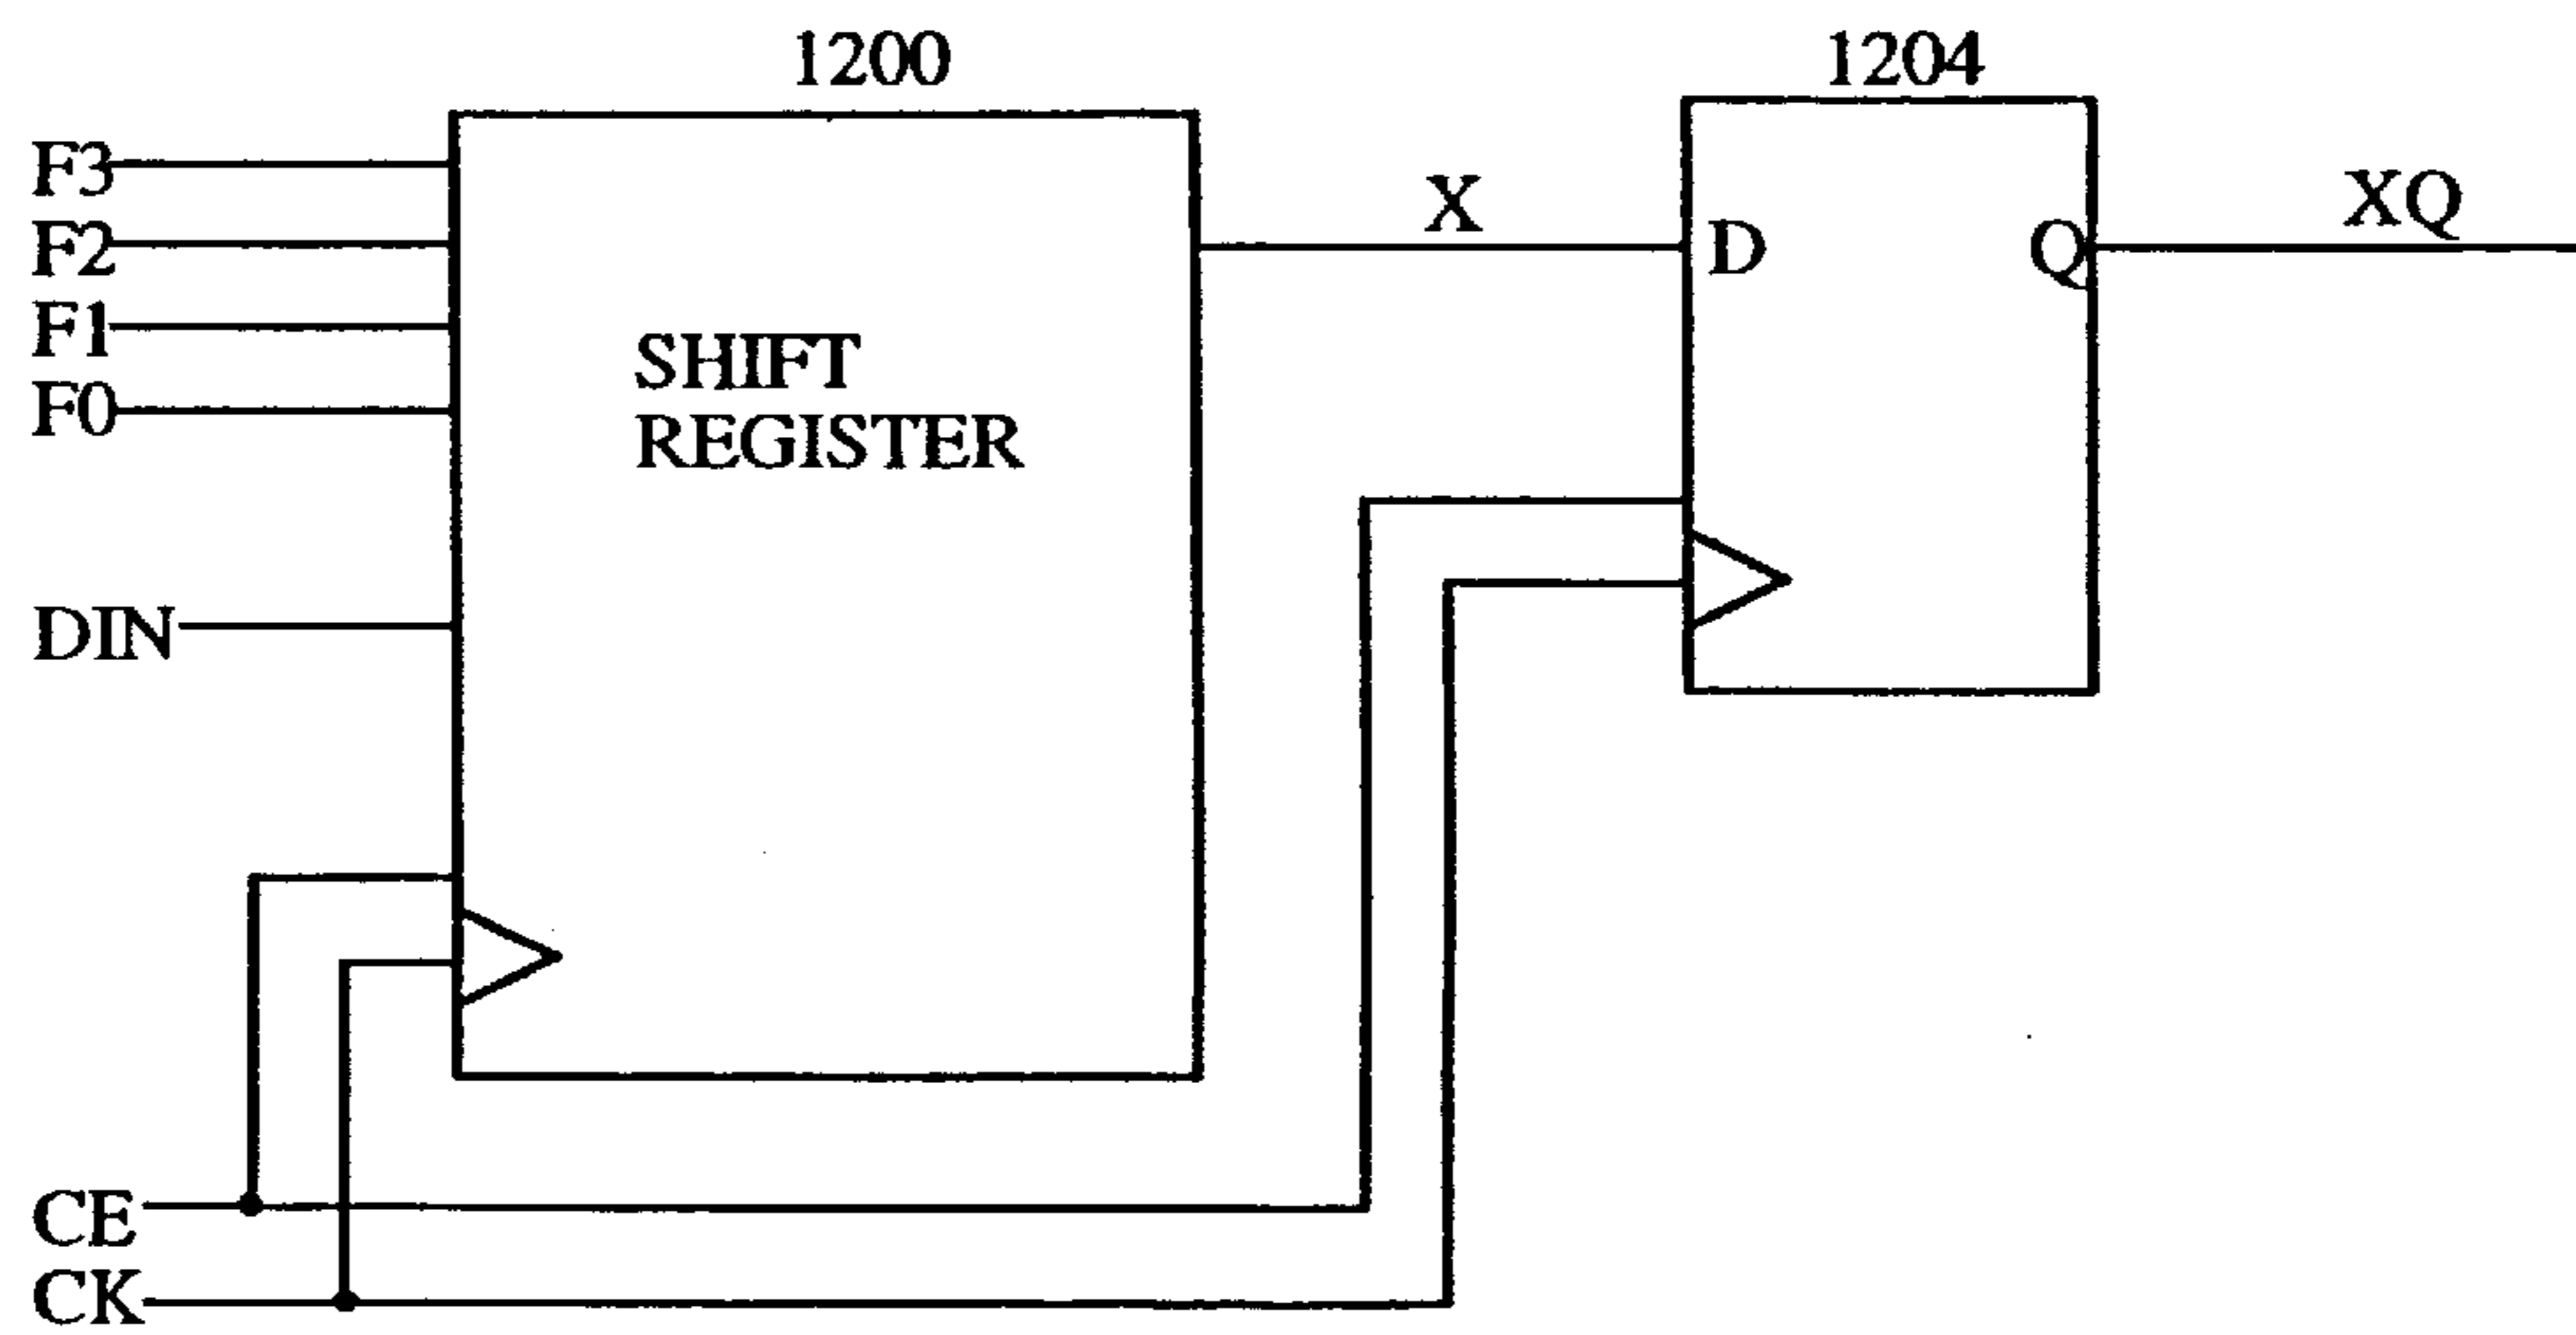 1200
1204
F3
F2
F1
F0
X
D
Q
XQ
SHIFT
REGISTER
DIN
CE
CK